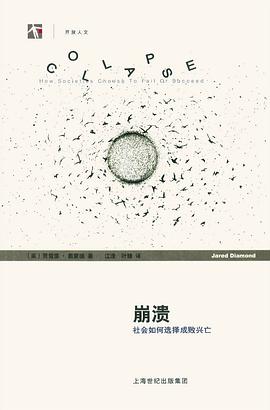 开放人文
COLLAPSE
How Societies Choose To Fail Or Succeed
[美] 贾雷德·戴蒙德 著 江滢 叶臻 译
Jared Diamond
崩溃
社会如何选择成败兴亡
上海世纪出版集团